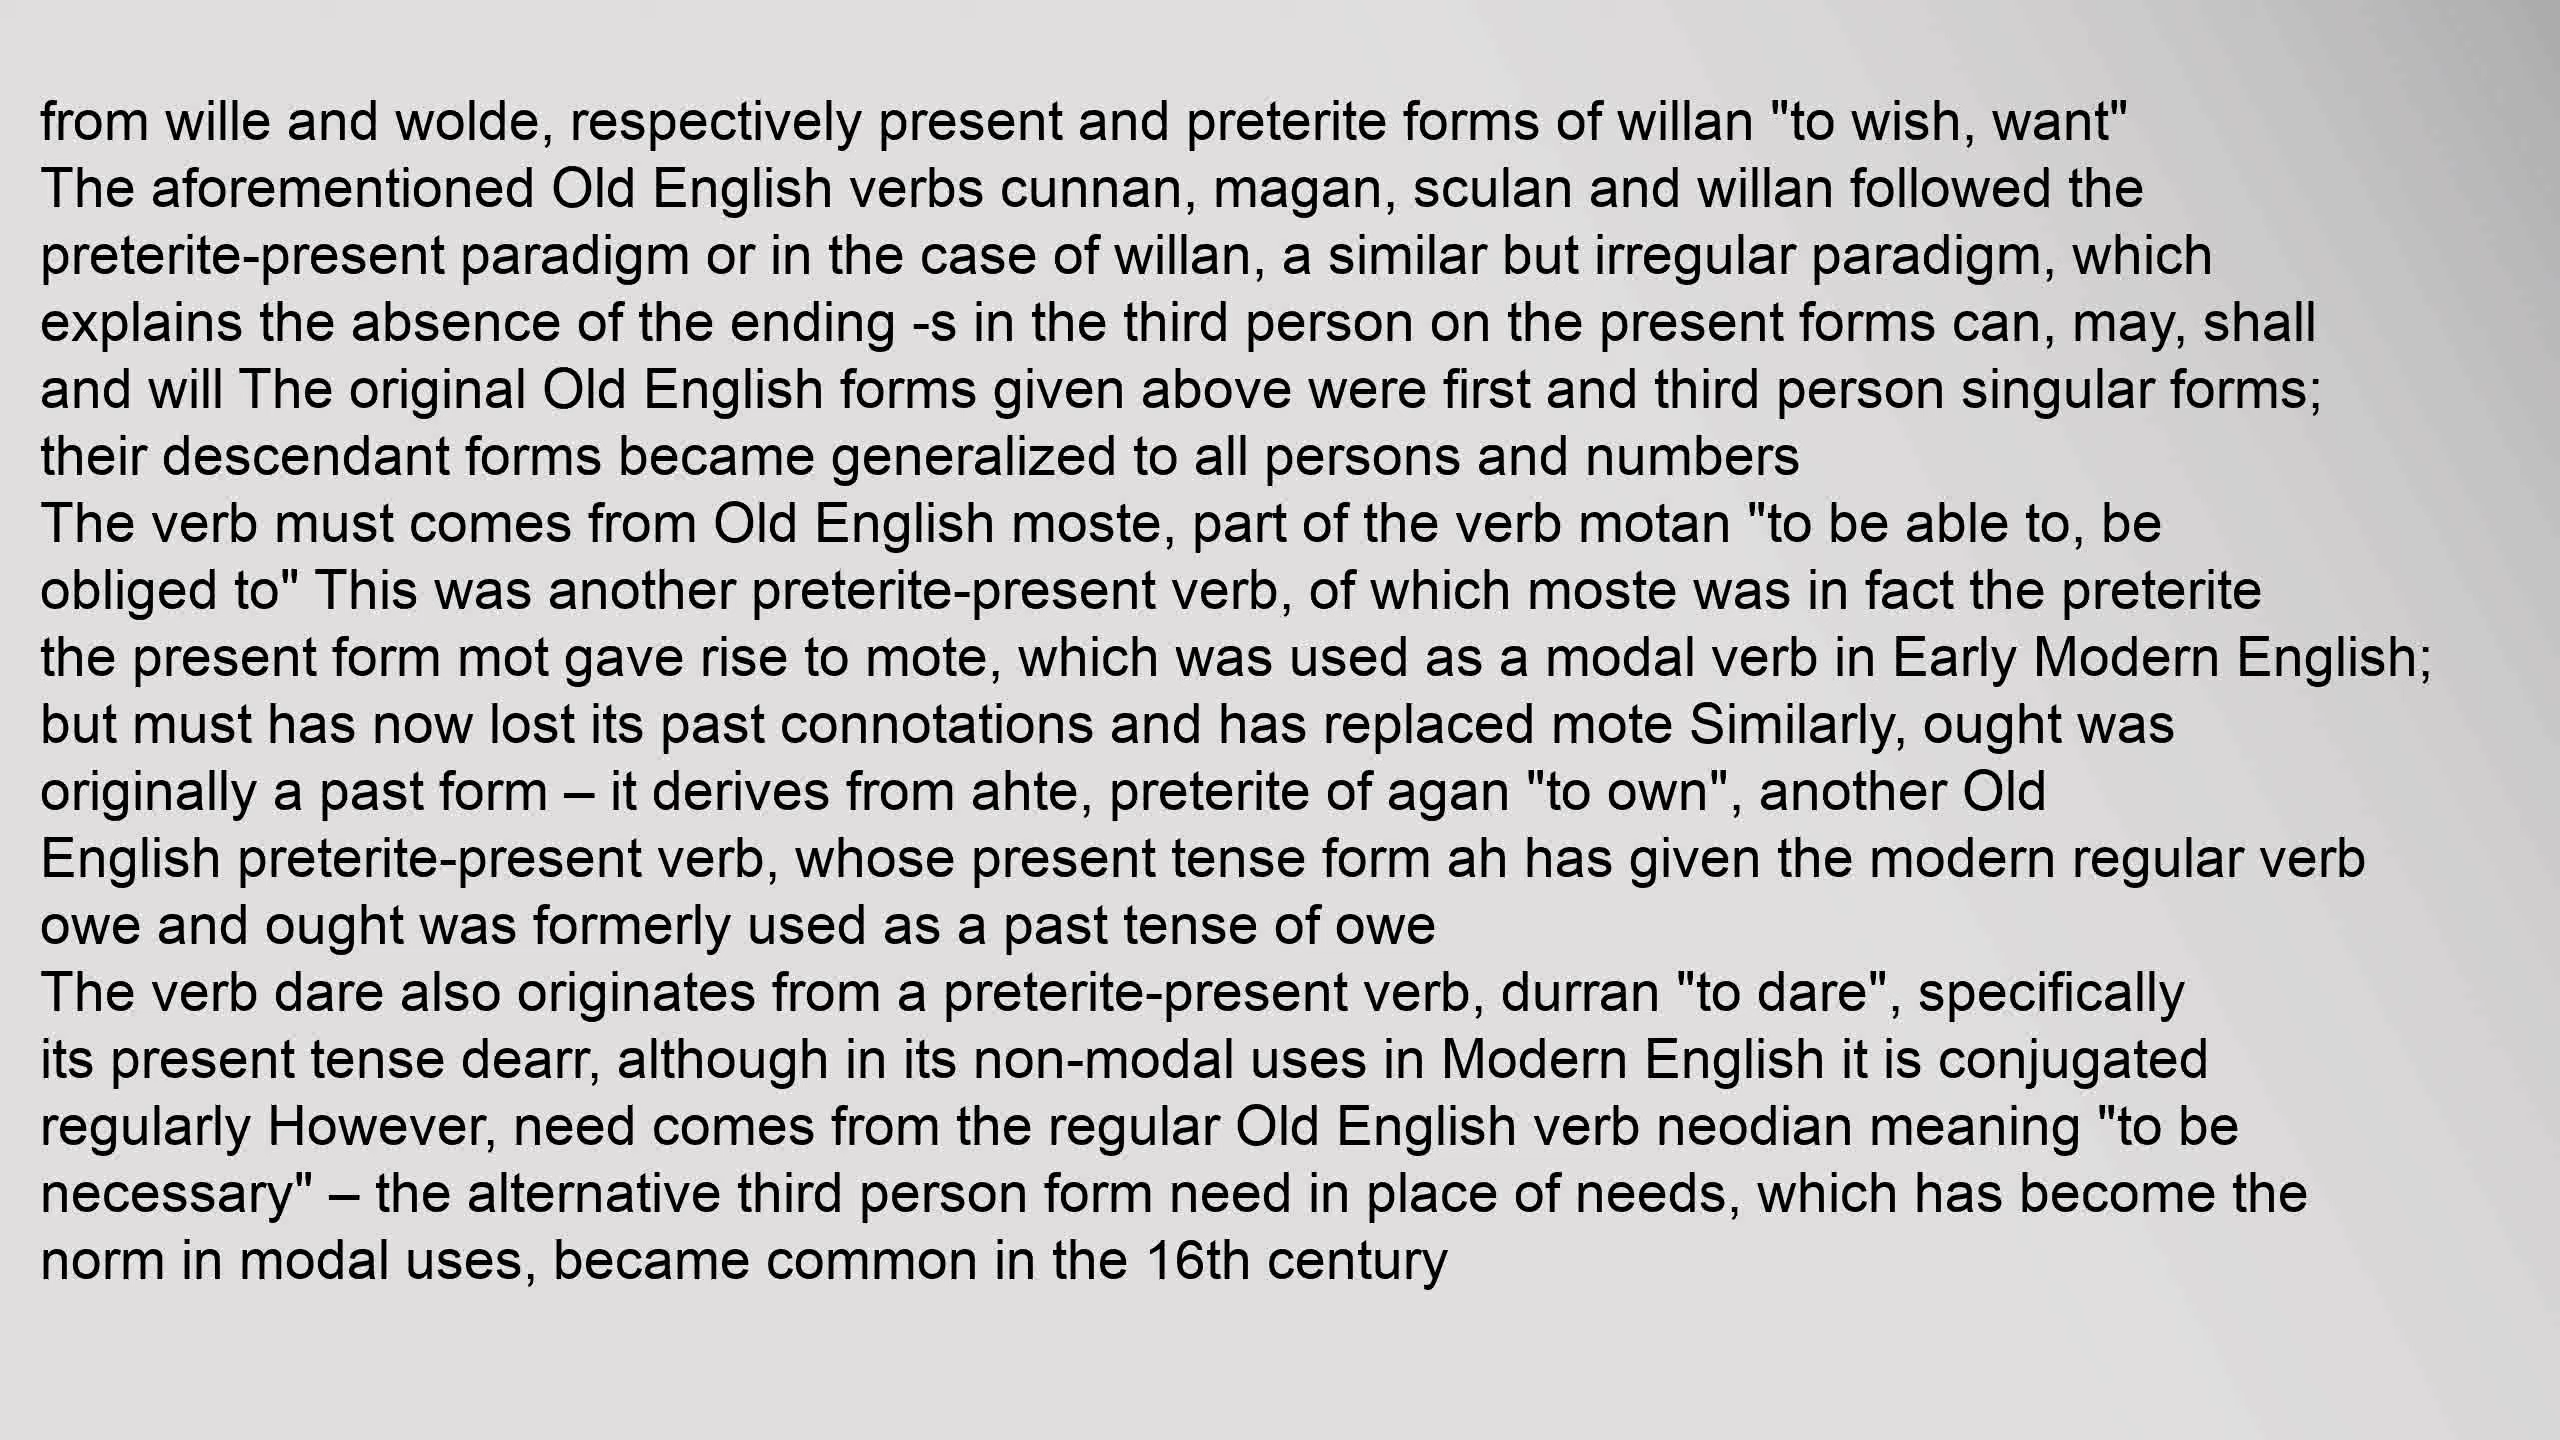 from wille and wolde, respectively present and preterite forms of willan "to wish, want"
The aforementioned Old English verbs cunnan, magan, sculan and willan followed the
preterite-present paradigm or in the case of willan, a similar but irregular paradigm, which
explains the absence of the ending -s in the third person on the present forms can, may, shall
and will The original Old English forms given above were first and third person singular forms;
their descendant forms became generalized to all persons and numbers
The verb must comes from Old English moste, part of the verb motan "to be able to, be
obliged to" This was another preterite-present verb, of which moste was in fact the preterite
the present form mot gave rise to mote, which was used as a modal verb in Early Modern English;
but must has now lost its past connotations and has replaced mote Similarly, ought was
originally a past form – it derives from ahte, preterite of agan "to own", another Old
English preterite-present verb, whose present tense form ah has given the modern regular verb
owe and ought was formerly used as a past tense of owe
The verb dare also originates from a preterite-present verb, durran "to dare", specifically
its present tense dearr, although in its non-modal uses in Modern English it is conjugated
regularly However, need comes from the regular Old English verb neodian meaning "to be
necessary" – the alternative third person form need in place of needs, which has become the
norm in modal uses, became common in the 16th century